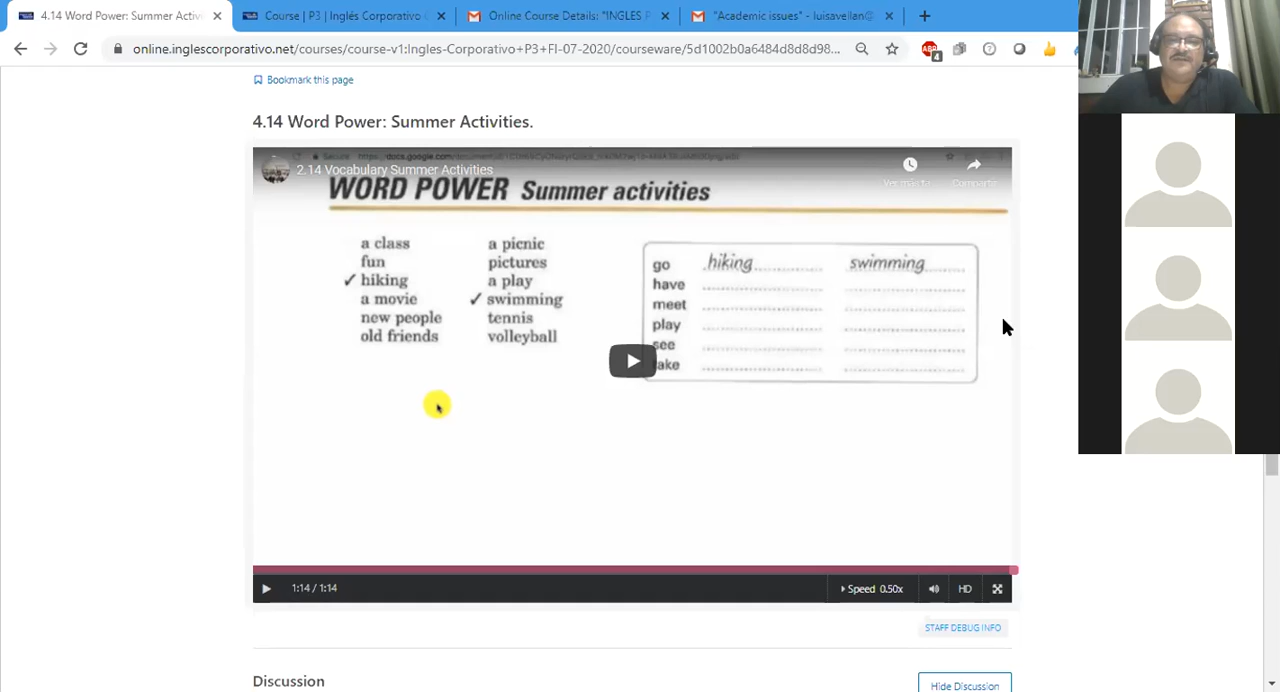 4.14 Word Power: Summer Activ
Course | P3 | Inglés Corporativo
Online Course Details: "INGLES P
"Academic issues" - luisavellan@
online.inglescorporativo.net/courses/course-v1:Ingles-Corporativo+P3+FI-07-2020/courseware/5d1002b0a6484d8d8d98...
ABP
4
Bookmark this page
4.14 Word Power: Summer Activities.
2.14 Vocabulary Summer Activities
Compartir
WORD POWER Summer activities
a class
fun
✓ hiking
a movie
new people
old friends
a picnic
pictures
a play
✓ swimming
tennis
volleyball
go hiking swimming
have
meet
play
see
take
1:14 / 1:14
Speed 0.50x
HD
STAFF DEBUG INFO
Discussion
Hide Discussion